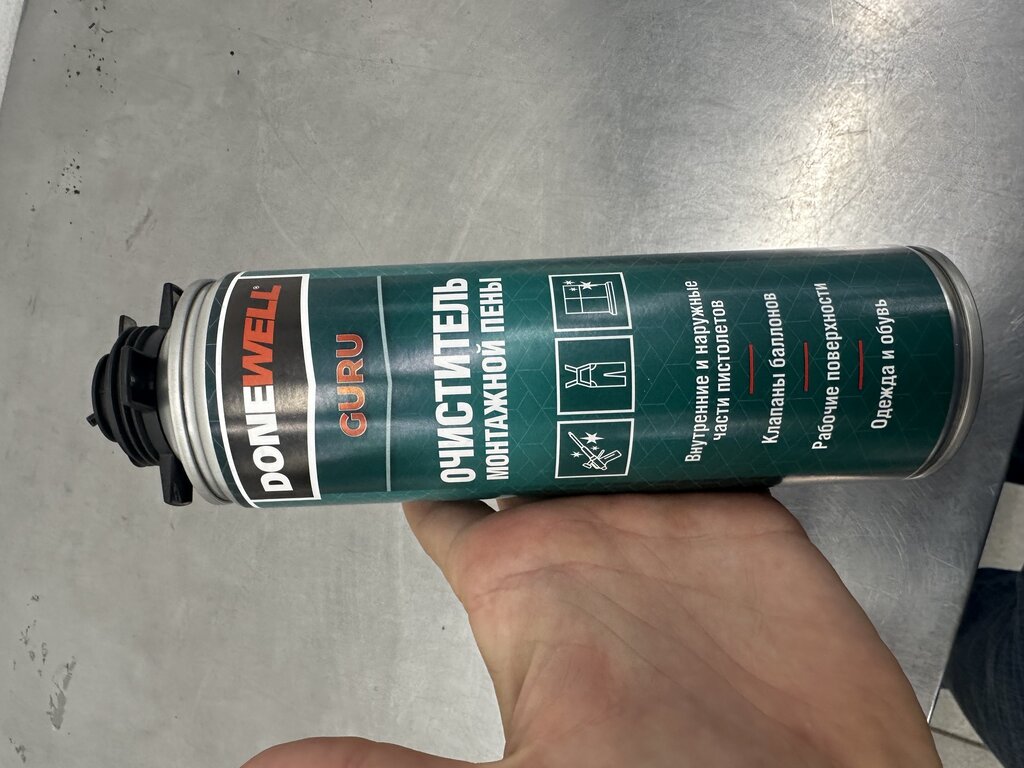 DONEWELL®
GURU
ОЧИСТИТЕЛЬ
МОНТАЖНОЙ ПЕНЫ
Внутренние и наружные
части пистолетов
Клапаны баллонов
Рабочие поверхности
Одежда и обувь